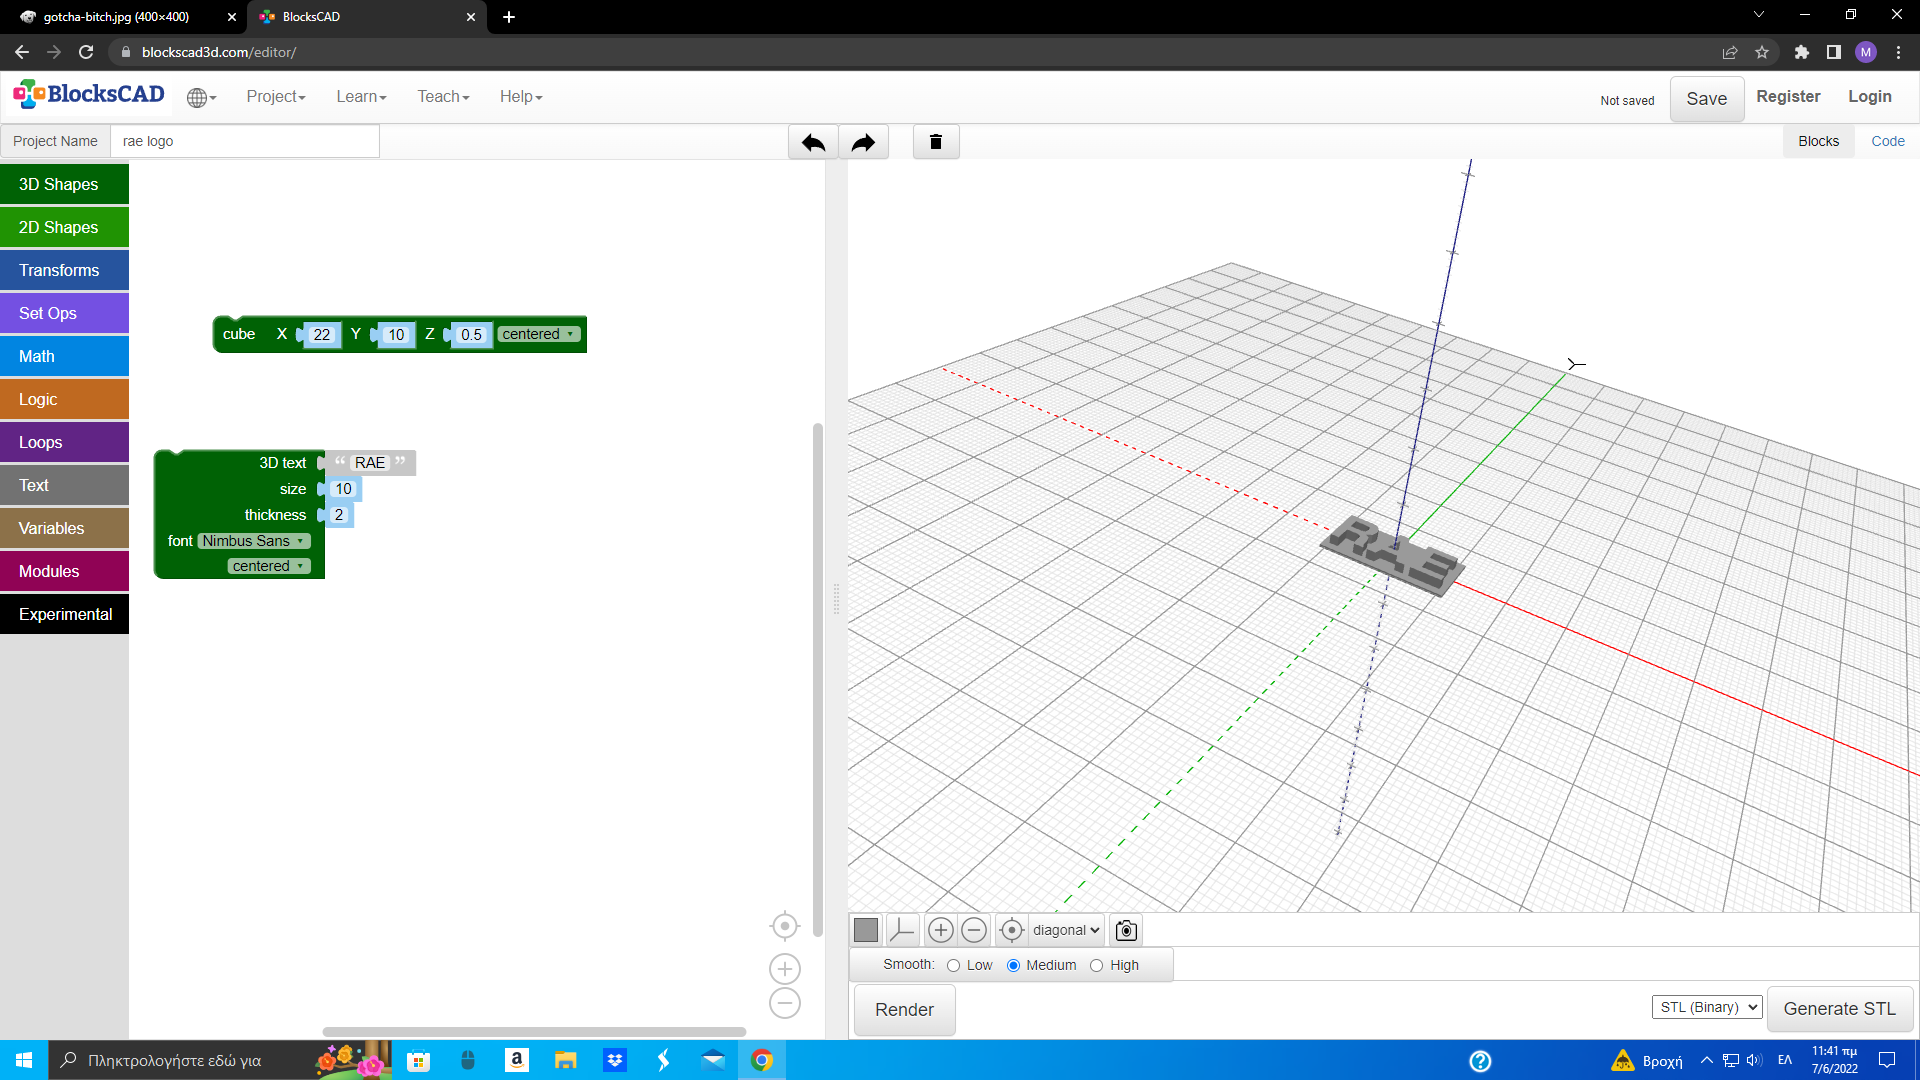 gotcha-bitch.jpg (400×400)
BlocksCAD
blockscad3d.com/editor/
M
BlocksCAD
Project
Learn
Teach
Help
Not saved
Save
Register
Login
Project Name
rae logo
Blocks
Code
3D Shapes
2D Shapes
Transforms
Set Ops
Math
Logic
Loops
Text
Variables
Modules
Experimental
cube X 22 Y 10 Z 0.5 centered
3D text “ RAE ”
size 10
thickness 2
font Nimbus Sans
centered
RAE
diagonal
Smooth: Low Medium High
Render
STL (Binary)
Generate STL
Πληκτρολογήστε εδώ για
a
Βροχή
ΕΛ
11:41 πμ
7/6/2022